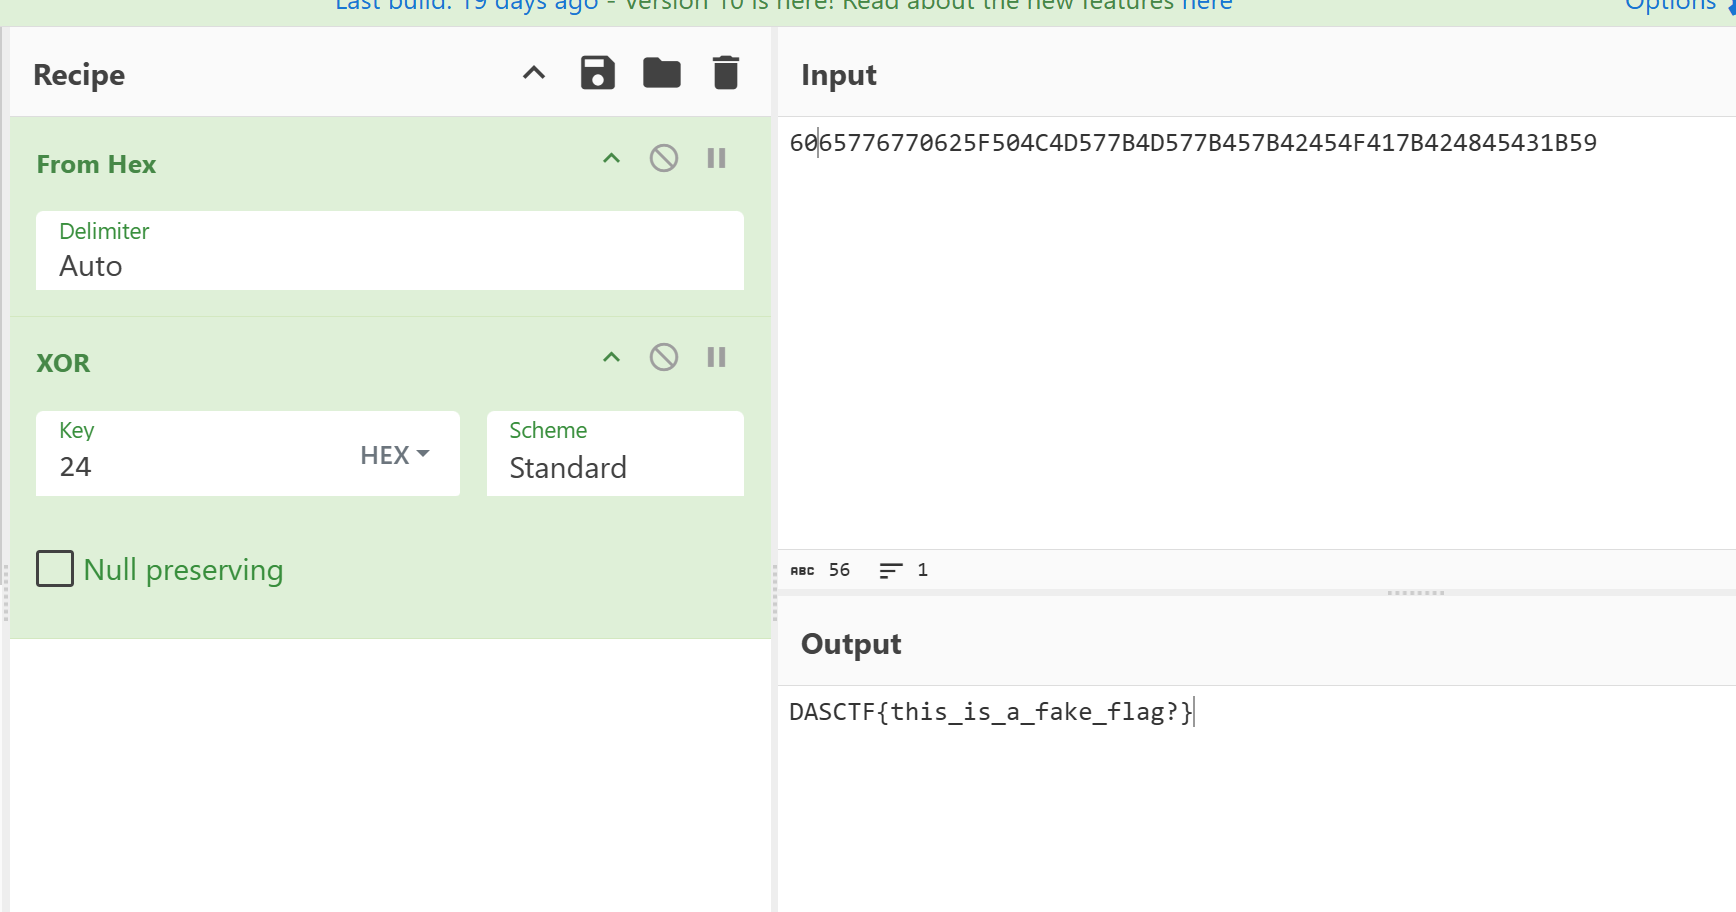 Last build: 19 days ago - Version 10 is here! Read about the new features here
Options
Recipe
From Hex
Delimiter
Auto
XOR
Key
24
HEX
Scheme
Standard
Null preserving
Input
6065776770625F504C4D577B4D577B457B42454F417B424845431B59
ABC 56
1
Output
DASCTF{this_is_a_fake_flag?}